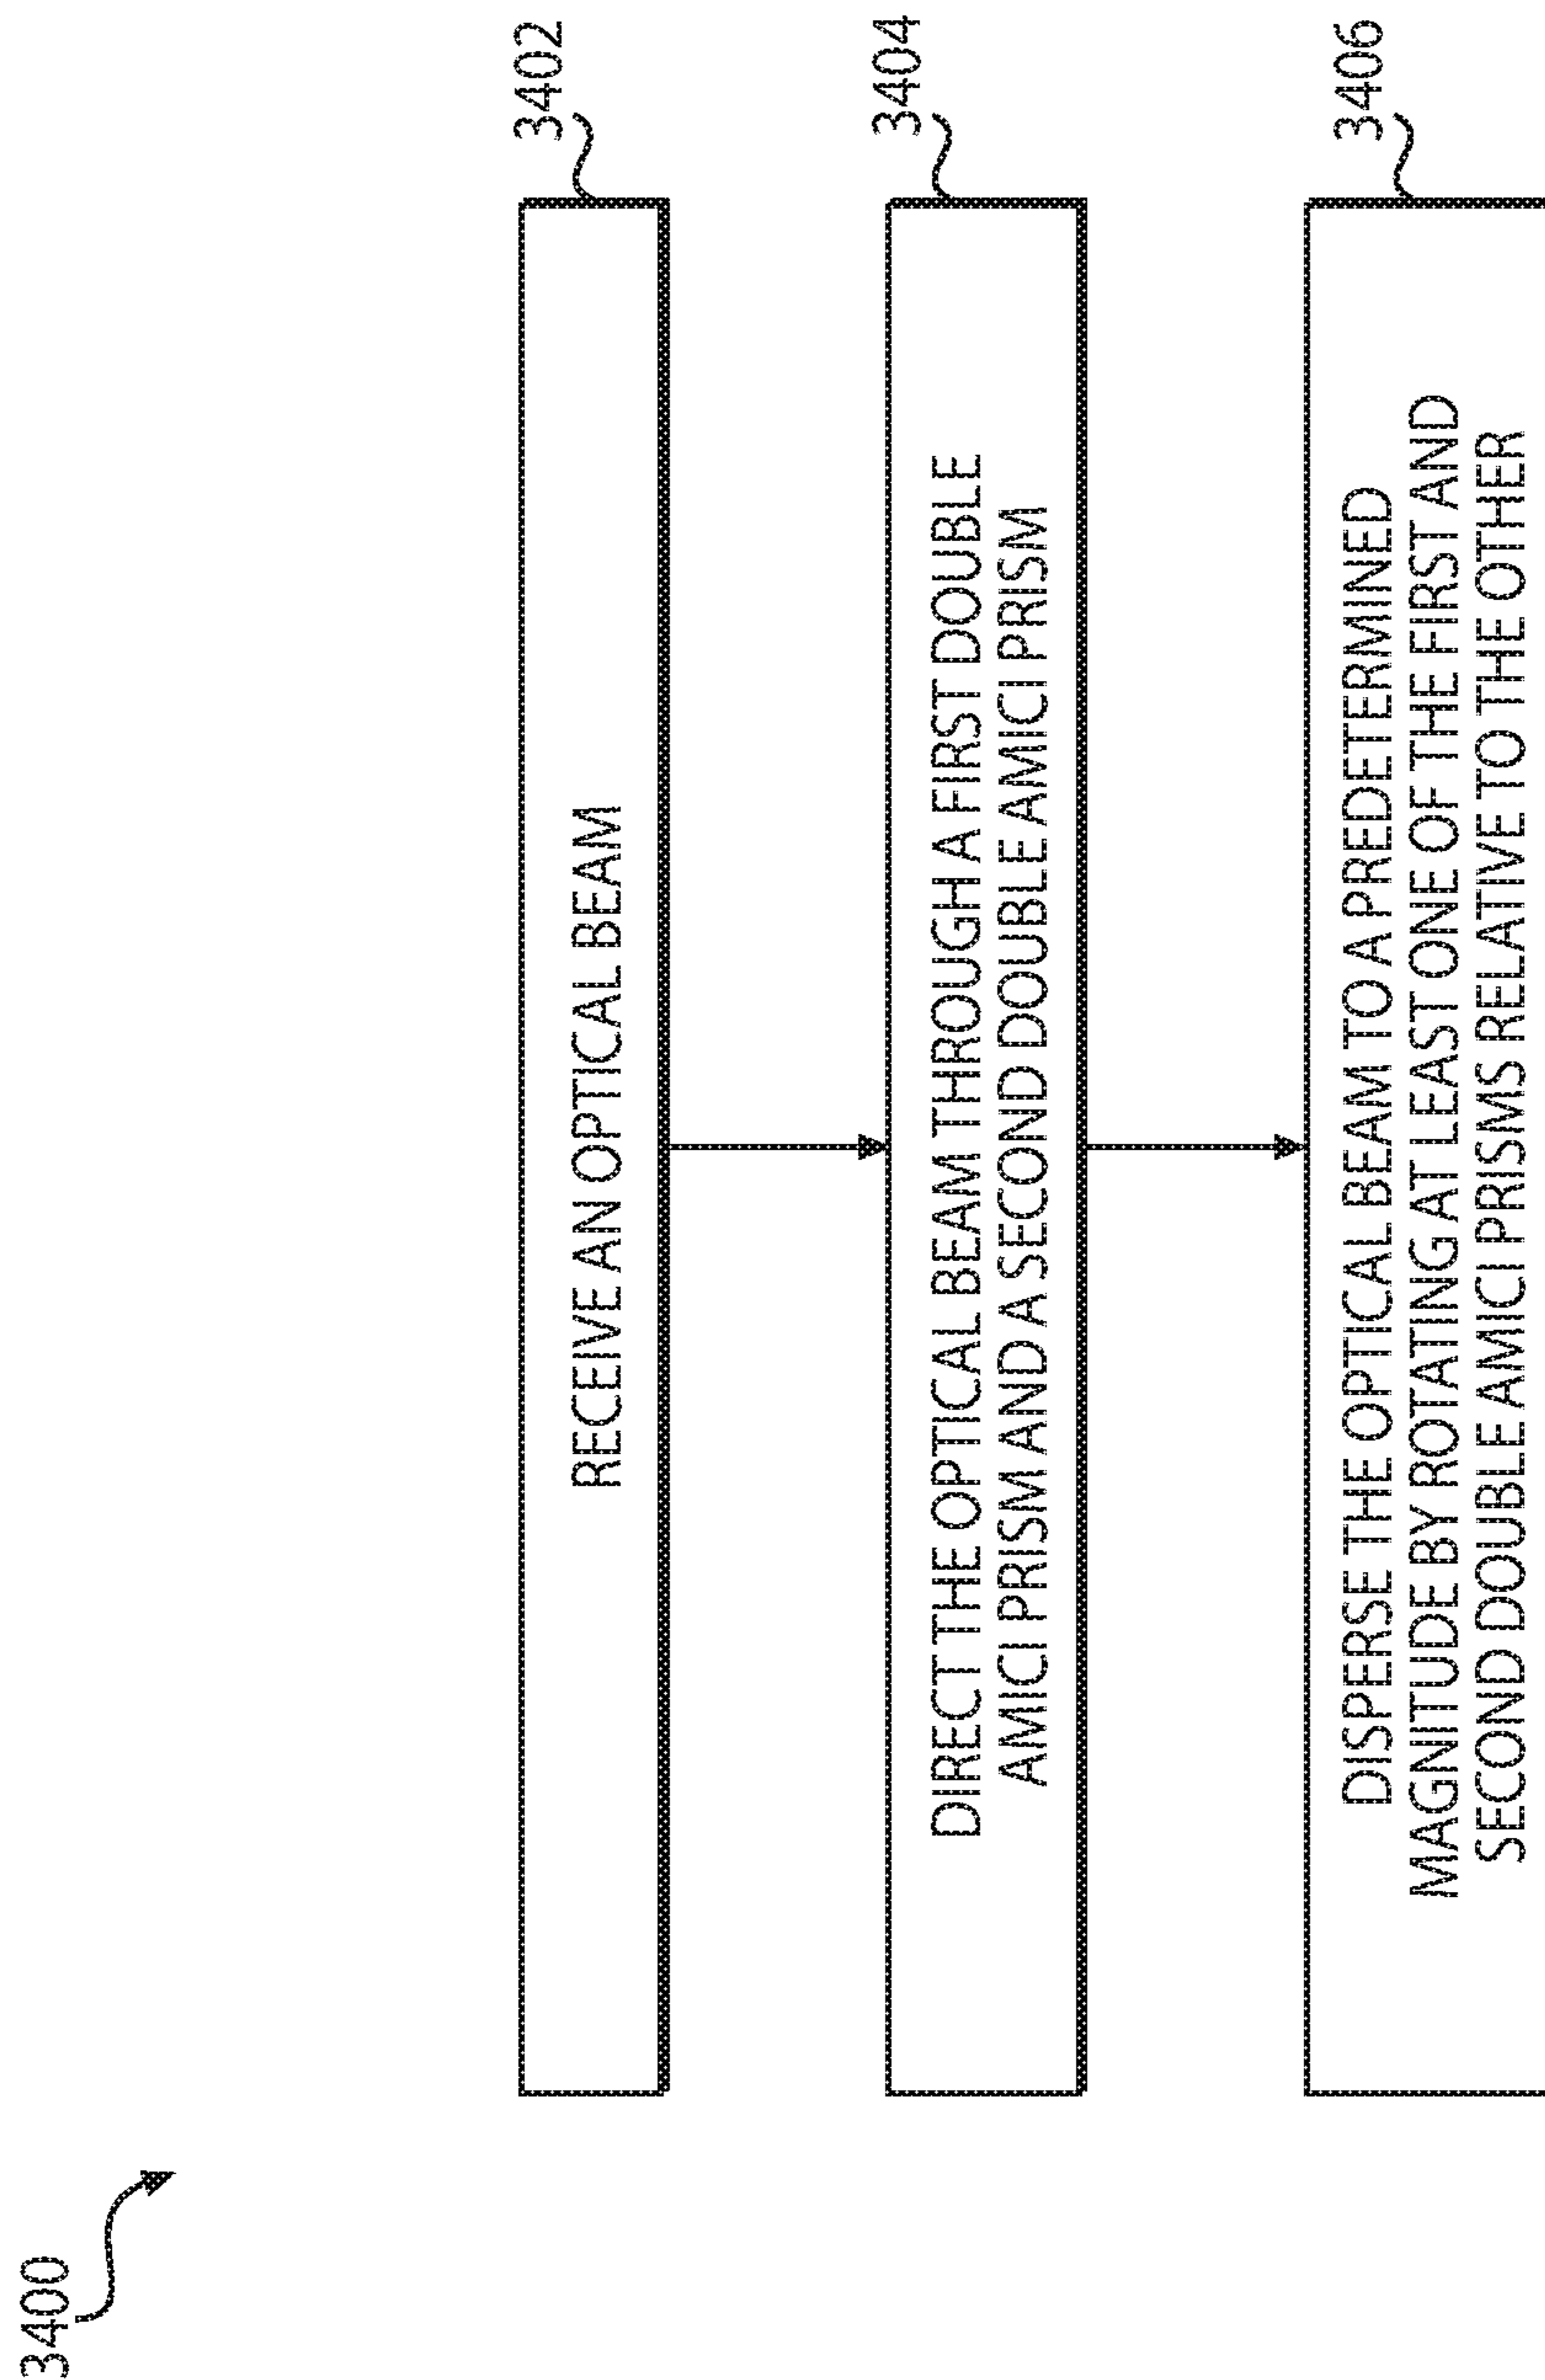 3400
RECEIVE AN OPTICAL BEAM
3402
DIRECT THE OPTICAL BEAM THROUGH A FIRST DOUBLE
AMICI PRISM AND A SECOND DOUBLE AMICI PRISM
3404
DISPERSE THE OPTICAL BEAM TO A PREDETERMINED
MAGNITUDE BY ROTATING AT LEAST ONE OF THE FIRST AND
SECOND DOUBLE AMICI PRISMS RELATIVE TO THE OTHER
3406